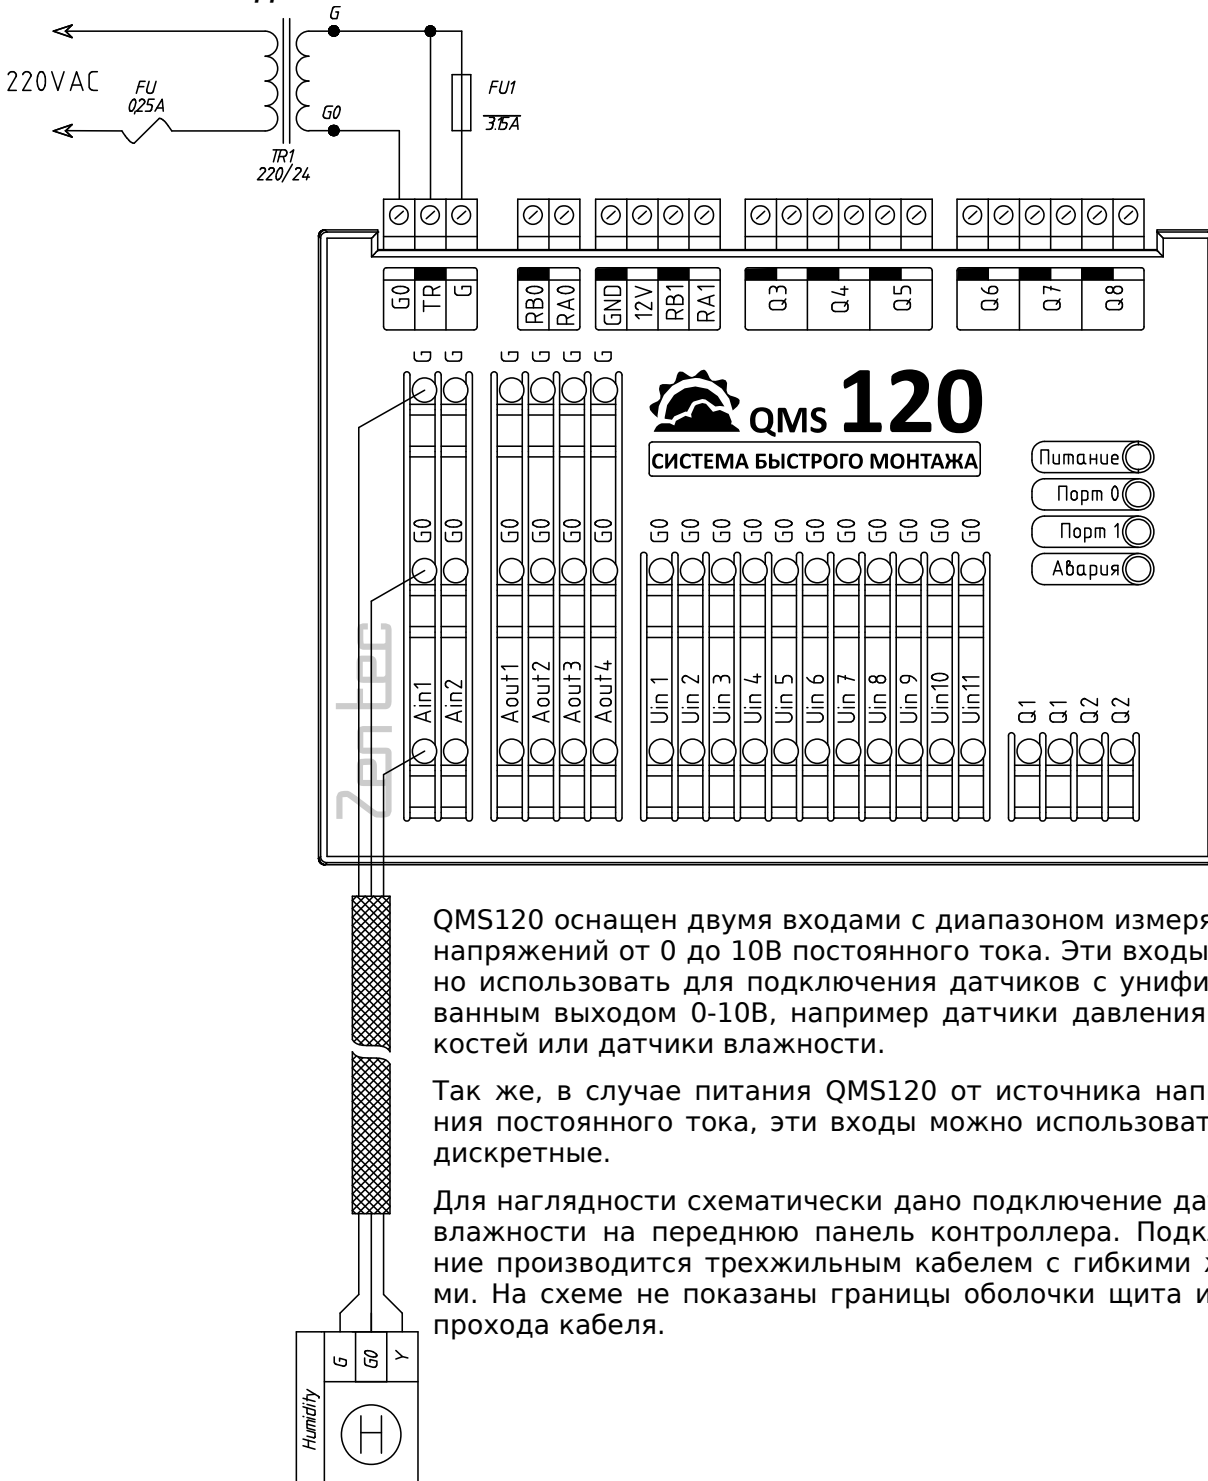 G
220VAC
FU
0,25A
G0
FU1
3.15A
TR1
220/24
G0 TR G
RB0 RA0
GND 12V RB1 RA1
Q3 Q4 Q5
Q6 Q7 Q8
G G G G G G
QMS 120
СИСТЕМА БЫСТРОГО МОНТАЖА
Питание
Порт 0
Порт 1
Авария
G0 G0 G0 G0 G0 G0
G0 G0 G0 G0 G0 G0 G0 G0 G0 G0 G0
Zentec
Ain1 Ain2
Aout1 Aout2 Aout3 Aout4
Uin 1 Uin 2 Uin 3 Uin 4 Uin 5 Uin 6 Uin 7 Uin 8 Uin 9 Uin10 Uin11
Q1 Q1 Q2 Q2
QMS120 оснащен двумя входами с диапазоном измеря
напряжений от 0 до 10В постоянного тока. Эти входы
но использовать для подключения датчиков с унифи
ванным выходом 0-10В, например датчики давления
костей или датчики влажности.
Так же, в случае питания QMS120 от источника нап
ния постоянного тока, эти входы можно использоват
дискретные.
Для наглядности схематически дано подключение да
влажности на переднюю панель контроллера. Подк
ние производится трехжильным кабелем с гибкими
ми. На схеме не показаны границы оболочки щита и
прохода кабеля.
G G0 Y
Humidity
H